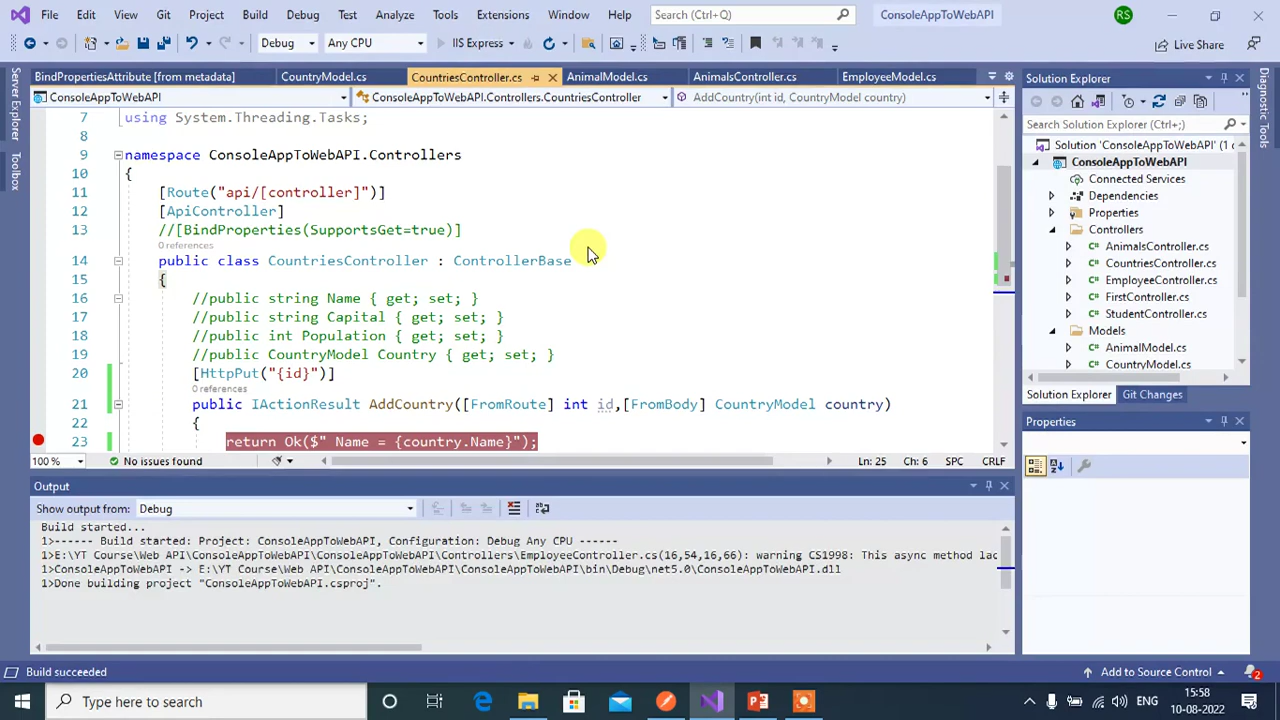 File Edit View Git Project Build Debug Test Analyze Tools Extensions Window Help Search (Ctrl+Q) ConsoleAppToWebAPI RS
Debug Any CPU IIS Express Live Share
BindPropertiesAttribute [from metadata] CountryModel.cs CountriesController.cs AnimalModel.cs AnimalsController.cs EmployeeModel.cs
ConsoleAppToWebAPI ConsoleAppToWebAPI.Controllers.CountriesController AddCountry(int id, CountryModel country)
7 using System.Threading.Tasks;
8
9 namespace ConsoleAppToWebAPI.Controllers
10 {
11 [Route("api/[controller]")]
12 [ApiController]
13 //[BindProperties(SupportsGet=true)]
0 references
14 public class CountriesController : ControllerBase
15 {
16 //public string Name { get; set; }
17 //public string Capital { get; set; }
18 //public int Population { get; set; }
19 //public CountryModel Country { get; set; }
20 [HttpPut("{id}")]
0 references
21 public IActionResult AddCountry([FromRoute] int id,[FromBody] CountryModel country)
22 {
23 return Ok($" Name = {country.Name}");
100 % No issues found Ln: 25 Ch: 6 SPC CRLF
Output
Show output from: Debug
Build started...
1>------ Build started: Project: ConsoleAppToWebAPI, Configuration: Debug Any CPU ------
1>E:\YT Course\Web API\ConsoleAppToWebAPI\ConsoleAppToWebAPI\Controllers\EmployeeController.cs(16,54,16,66): warning CS1998: This async method lac
1>ConsoleAppToWebAPI -> E:\YT Course\Web API\ConsoleAppToWebAPI\ConsoleAppToWebAPI\bin\Debug\net5.0\ConsoleAppToWebAPI.dll
1>Done building project "ConsoleAppToWebAPI.csproj".
Server Explorer
Toolbox
Solution Explorer
Search Solution Explorer (Ctrl+;)
Solution 'ConsoleAppToWebAPI' (1 
ConsoleAppToWebAPI
Connected Services
Dependencies
Properties
Controllers
AnimalsController.cs
CountriesController.cs
EmployeeController.cs
FirstController.cs
StudentController.cs
Models
AnimalModel.cs
CountryModel.cs
Solution Explorer Git Changes
Properties
Diagnostic Tools
Build succeeded Add to Source Control 2
Type here to search ENG 15:58
10-08-2022